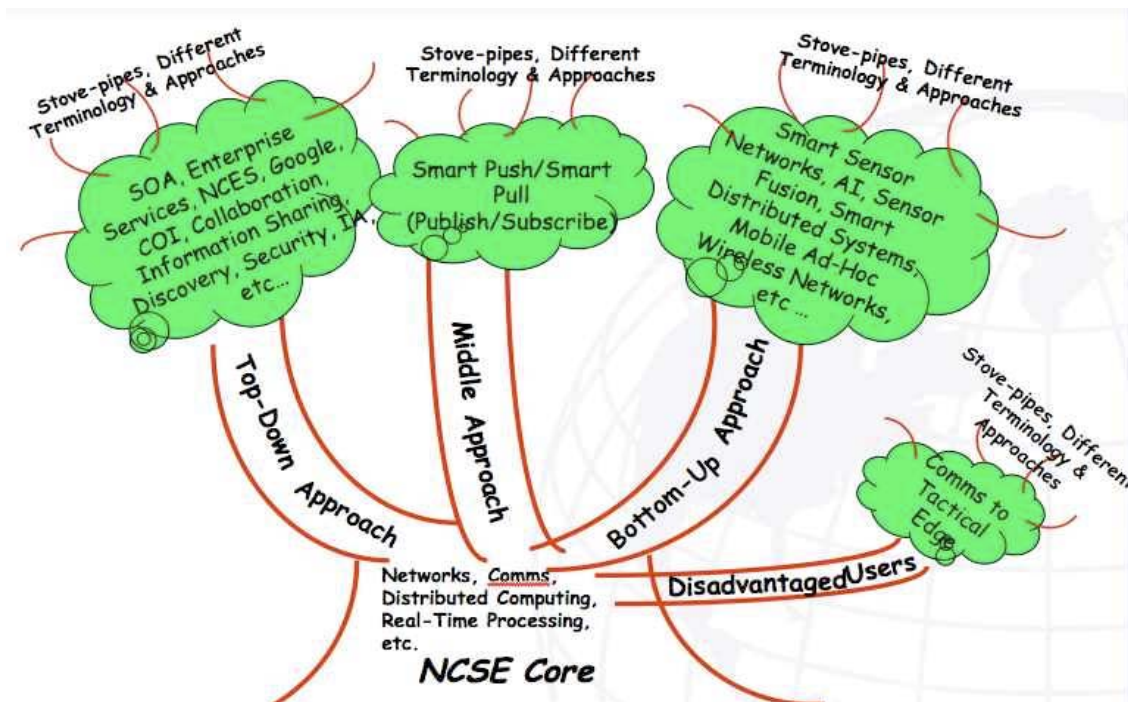 Stove-pipes, Different
Terminology & Approaches
SOA, Enterprise
Services, NCES, Google,
COI, Collaboration,
Information Sharing,
Discovery, Security, IA,
etc...
Top-Down Approach
Stove-pipes, Different
Terminology & Approaches
Smart Push/Smart
Pull
(Publish/Subscribe)
Middle Approach
Stove-pipes, Different
Terminology & Approaches
Smart Sensor
Networks, AI, Sensor
Fusion, Smart
Distributed Systems,
Mobile Ad-Hoc
Wireless Networks,
etc ...
Bottom-Up Approach
Stove-pipes, Different
Terminology &
Approaches
Comms to
Tactical
Edge
Disadvantaged Users
Networks, Comms,
Distributed Computing,
Real-Time Processing,
etc.
NCSE Core